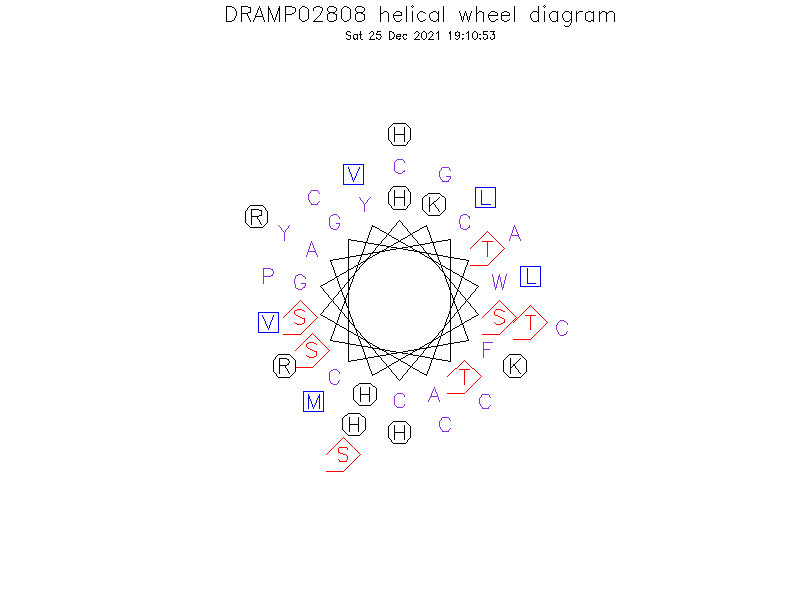 DRAMP02808 helical wheel diagram
Sat 25 Dec 2021 19:10:53
H
V C G
C Y H K L
R G C
Y A T A
P G W L
V S S T C
S F
R K
C T
M H C A C
H H C
S